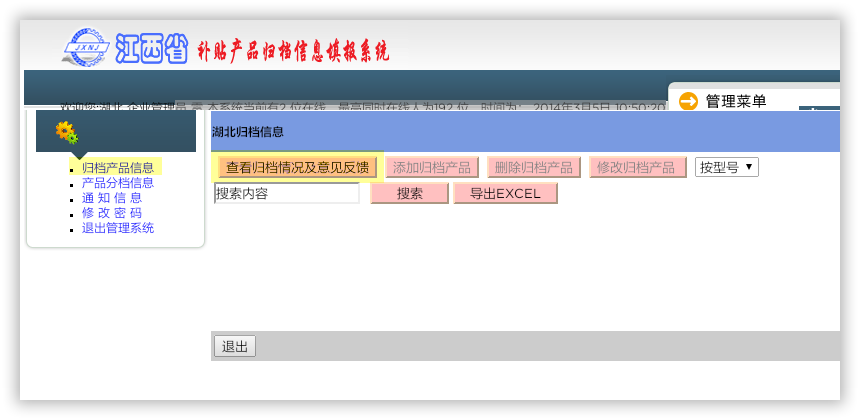 JXNJ 江西省 补贴产品归档信息填报系统
欢迎您:湖北 企业管理员 零 本系统当前有2 位在线，最高同时在线人为192 位，时间为： 2014年3月5日 10:50:20
管理菜单
湖北归档信息
归档产品信息
产品分档信息
通 知 信 息
修 改 密 码
退出管理系统
查看归档情况及意见反馈 添加归档产品 删除归档产品 修改归档产品 按型号
搜索内容 搜索 导出EXCEL
退出